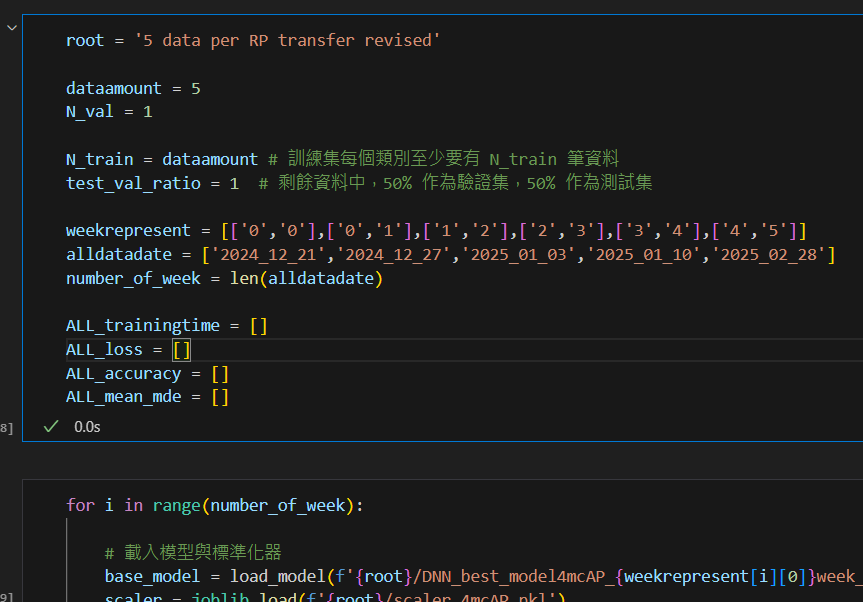 root = '5 data per RP transfer revised'
dataamount = 5
N_val = 1
N_train = dataamount # 訓練集每個類別至少要有 N_train 筆資料
test_val_ratio = 1  # 剩餘資料中，50% 作為驗證集，50% 作為測試集
weekrepresent = [['0','0'],['0','1'],['1','2'],['2','3'],['3','4'],['4','5']]
alldatadate = ['2024_12_21','2024_12_27','2025_01_03','2025_01_10','2025_02_28']
number_of_week = len(alldatadate)
ALL_trainingtime = []
ALL_loss = []
ALL_accuracy = []
ALL_mean_mde = []
8] 0.0s
for i in range(number_of_week):
# 載入模型與標準化器
base_model = load_model(f'{root}/DNN_best_model4mcAP_{weekrepresent[i][0]}week_
9] scaler = joblib.load(f'{root}/scaler_4mcAP.pkl')